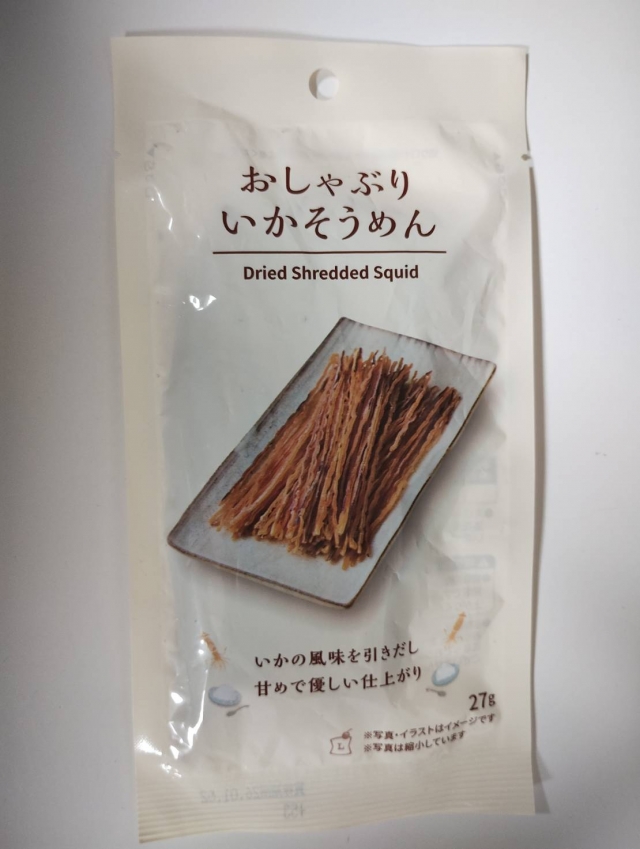 おしゃぶり
いかそうめん
Dried Shredded Squid
いかの風味を引きだし
甘めで優しい仕上がり
27g
L
※写真・イラストはイメージです
※写真は縮小しています